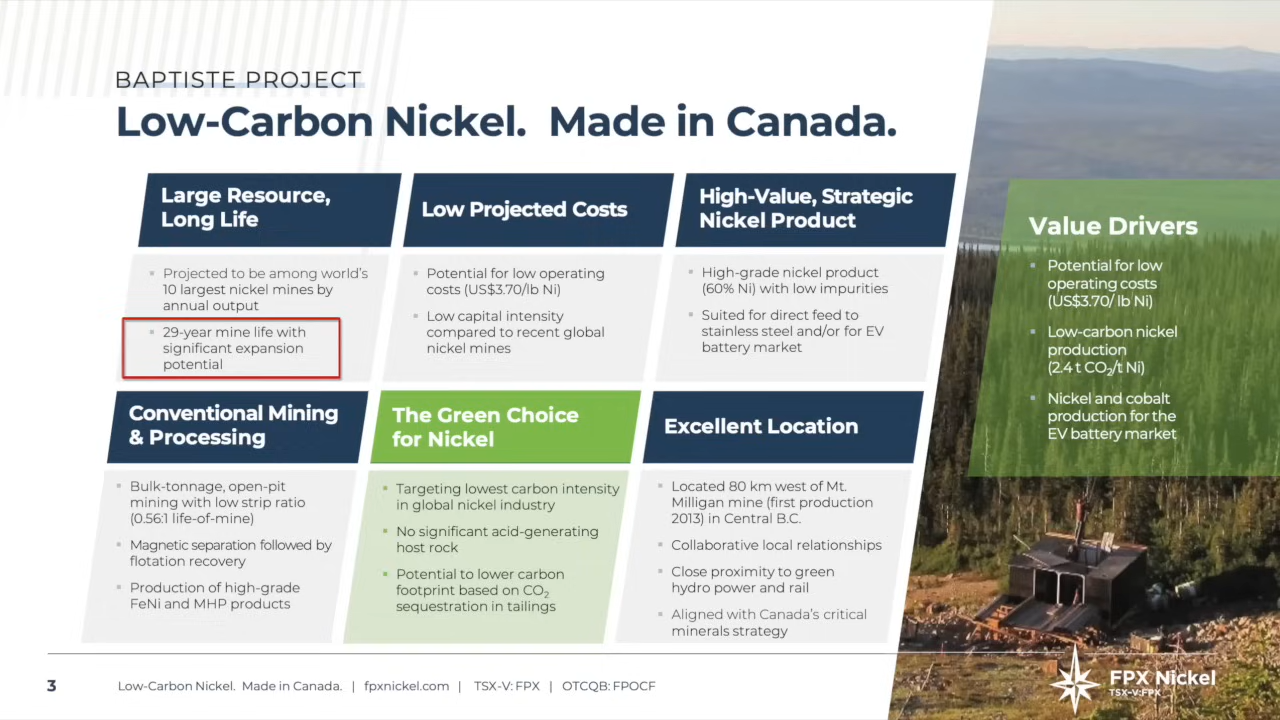 BAPTISTE PROJECT
Low-Carbon Nickel. Made in Canada.
Large Resource,
Long Life
Projected to be among world's
10 largest nickel mines by
annual output
29-year mine life with
significant expansion
potential
Low Projected Costs
Potential for low operating
costs (US$3.70/lb Ni)
Low capital intensity
compared to recent global
nickel mines
High-Value, Strategic
Nickel Product
High-grade nickel product
(60% Ni) with low impurities
Suited for direct feed to
stainless steel and/or for EV
battery market
Conventional Mining
& Processing
Bulk-tonnage, open-pit
mining with low strip ratio
(0.56:1 life-of-mine)
Magnetic separation followed by
flotation recovery
Production of high-grade
FeNi and MHP products
The Green Choice
for Nickel
Targeting lowest carbon intensity
in global nickel industry
No significant acid-generating
host rock
Potential to lower carbon
footprint based on CO₂
sequestration in tailings
Excellent Location
Located 80 km west of Mt.
Milligan mine (first production
2013) in Central B.C.
Collaborative local relationships
Close proximity to green
hydro power and rail
Aligned with Canada's critical
minerals strategy
Value Drivers
Potential for low
operating costs
(US$3.70/ lb Ni)
Low-carbon nickel
production
(2.4 t CO₂/t Ni)
Nickel and cobalt
production for the
EV battery market
3
Low-Carbon Nickel. Made in Canada. | fpxnickel.com | TSX-V: FPX | OTCQB: FPOCF
FPX Nickel
TSX-V:FPX